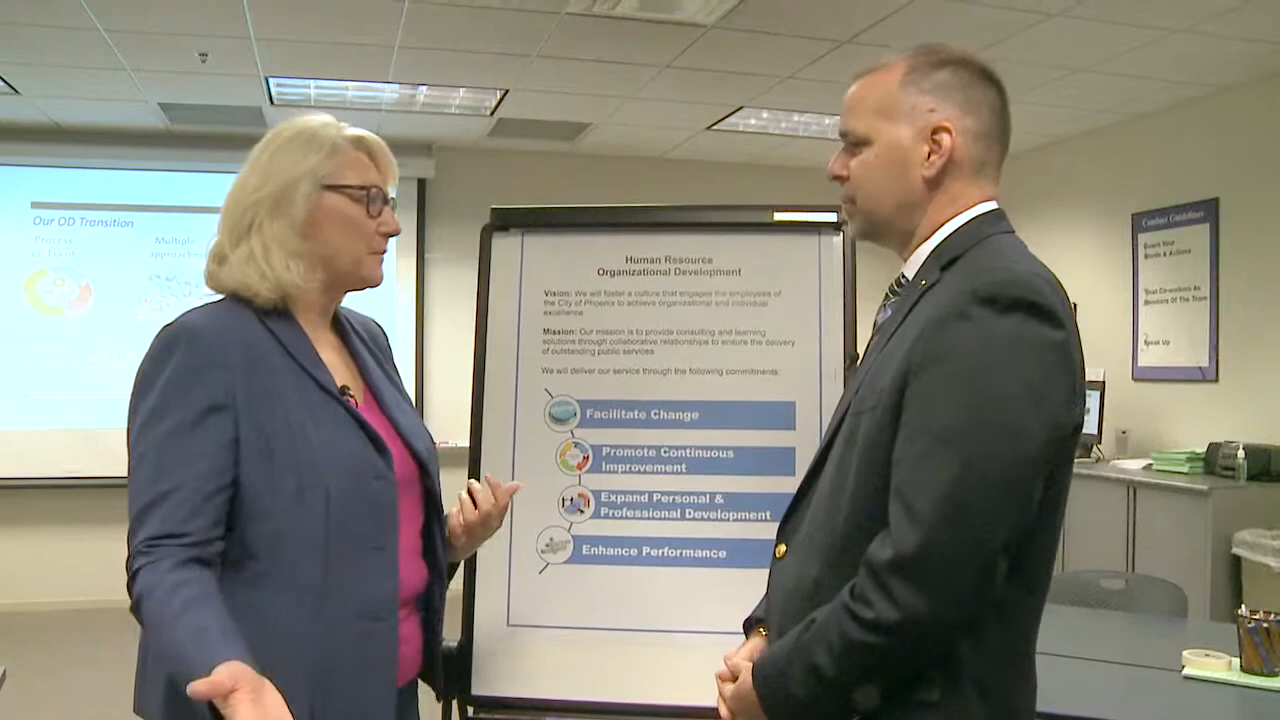 Our OD Transition
Process
vs. Event
Multiple
approaches
Human Resource
Organizational Development
Vision: We will foster a culture that engages the employees of
the City of Phoenix to achieve organizational and individual
excellence
Mission: Our mission is to provide consulting and learning
solutions through collaborative relationships to ensure the delivery
of outstanding public services
We will deliver our service through the following commitments:
Facilitate Change
Promote Continuous
Improvement
Expand Personal &
Professional Development
Enhance Performance
Conduct Guidelines
Guard Your
Words & Actions
Treat Co-workers As
Members Of The Team
Speak Up